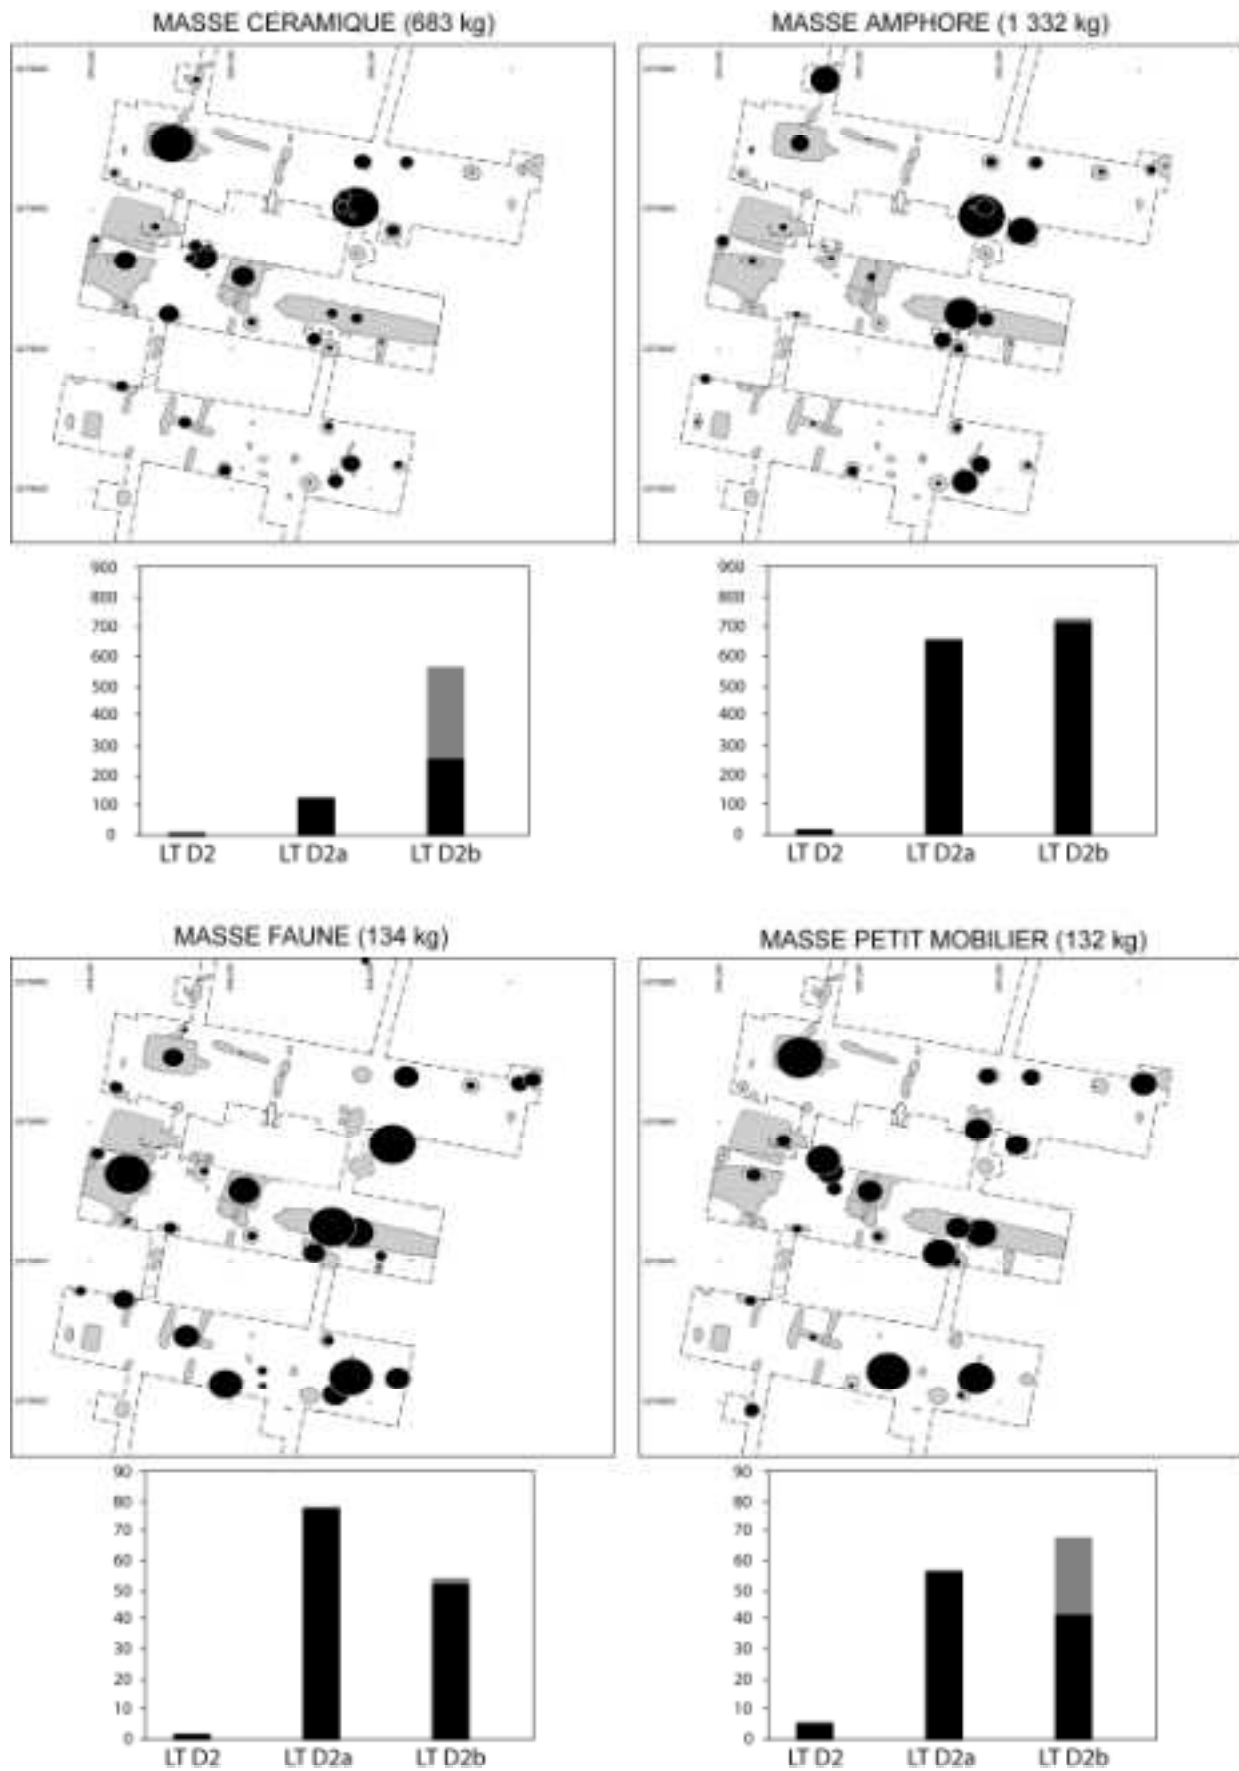 MASSE CERAMIQUE (683 kg)
MASSE AMPHORE (1 332 kg)
900
800
700
600
500
400
300
200
100
0
LT D2
LT D2a
LT D2b
900
800
700
600
500
400
300
200
100
0
LT D2
LT D2a
LT D2b
MASSE FAUNE (134 kg)
MASSE PETIT MOBILIER (132 kg)
90
80
70
60
50
40
30
20
10
0
LT D2
LT D2a
LT D2b
90
80
70
60
50
40
30
20
10
0
LT D2
LT D2a
LT D2b